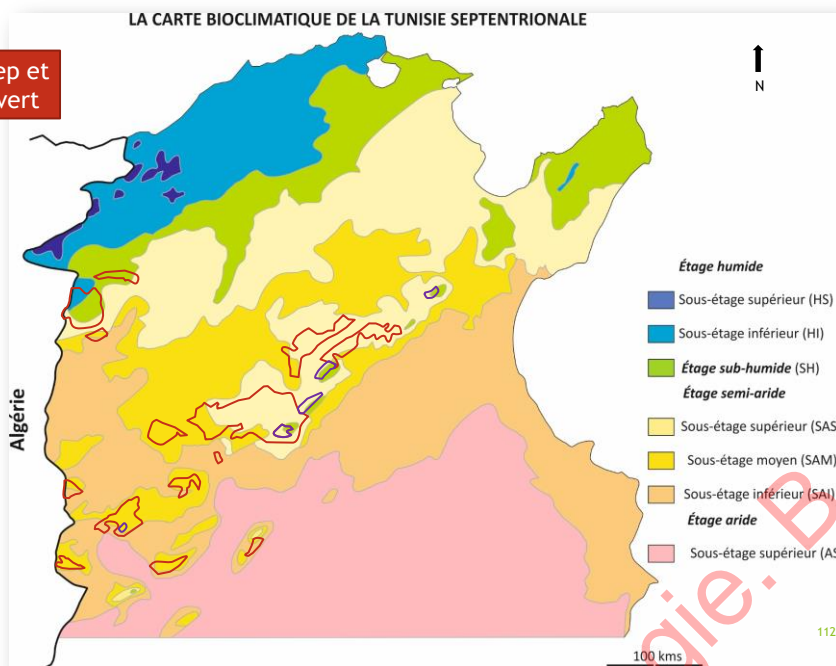 LA CARTE BIOCLIMATIQUE DE LA TUNISIE SEPTENTRIONALE
ep et
vert
N
Étage humide
Sous-étage supérieur (HS)
Sous-étage inférieur (HI)
Étage sub-humide (SH)
Étage semi-aride
Sous-étage supérieur (SAS
Sous-étage moyen (SAM)
Sous-étage inférieur (SAI)
Étage aride
Sous-étage supérieur (AS
Algérie
gie. B
112
100 kms